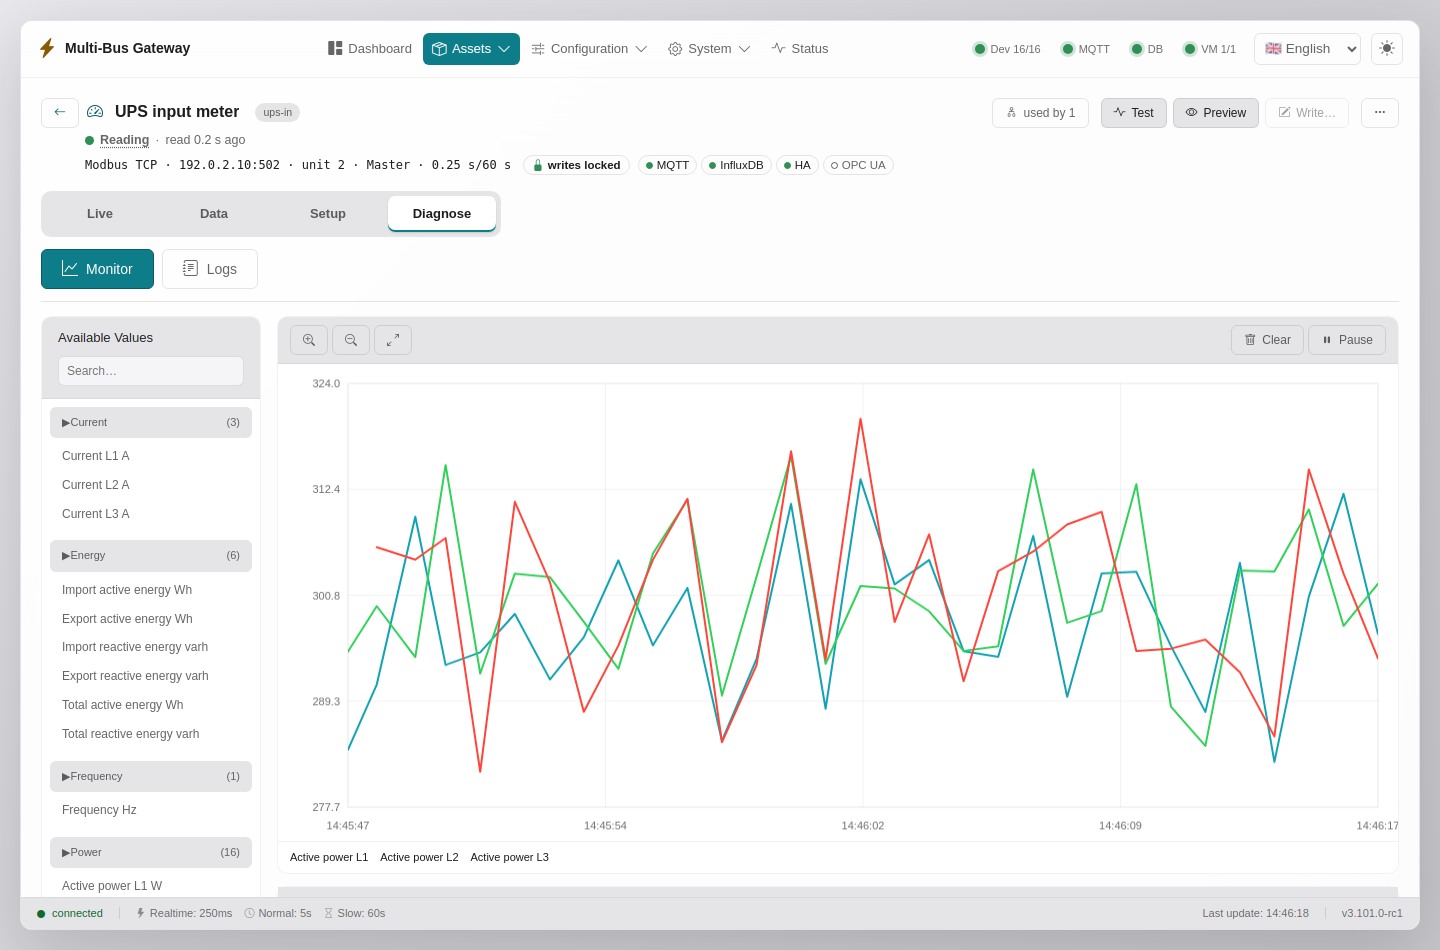 Multi-Bus Gateway Dashboard Assets Configuration System Status Dev 16/16 MQTT DB VM 1/1 English
UPS input meter ups-in used by 1 Test Preview Write… ...
Reading · read 0.2 s ago
Modbus TCP · 192.0.2.10:502 · unit 2 · Master · 0.25 s/60 s writes locked MQTT InfluxDB HA OPC UA
Live Data Setup Diagnose
Monitor Logs
Available Values
Search…
▶Current (3)
Current L1 A
Current L2 A
Current L3 A
▶Energy (6)
Import active energy Wh
Export active energy Wh
Import reactive energy varh
Export reactive energy varh
Total active energy Wh
Total reactive energy varh
▶Frequency (1)
Frequency Hz
▶Power (16)
Active power L1 W
Clear Pause
324.0
312.4
300.8
289.3
277.7
14:45:47 14:45:54 14:46:02 14:46:09 14:46:17
Active power L1 Active power L2 Active power L3
connected Realtime: 250ms Normal: 5s Slow: 60s Last update: 14:46:18 v3.101.0-rc1